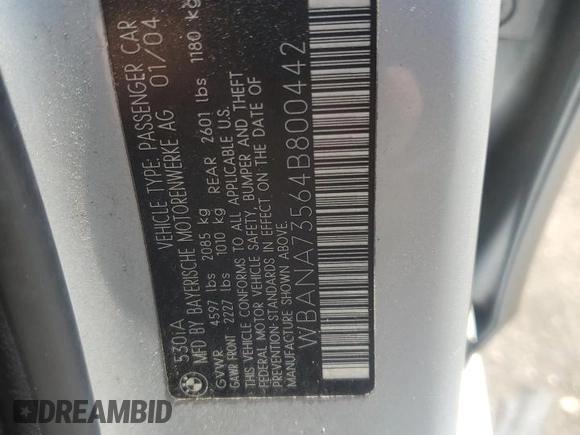 530iA VEHICLE TYPE: PASSENGER CAR
MFD BY BAYERISCHE MOTORENWERKE AG 01/04
GVWR 4597 lbs 2085 kg
GAWR FRONT 2227 lbs 1010 kg REAR 2601 lbs 1180 kg
THIS VEHICLE CONFORMS TO ALL APPLICABLE U.S.
FEDERAL MOTOR VEHICLE SAFETY, BUMPER AND THEFT
PREVENTION-STANDARDS IN EFFECT ON THE DATE OF
MANUFACTURE SHOWN ABOVE.
WBANA73564B800442
DREAMBID